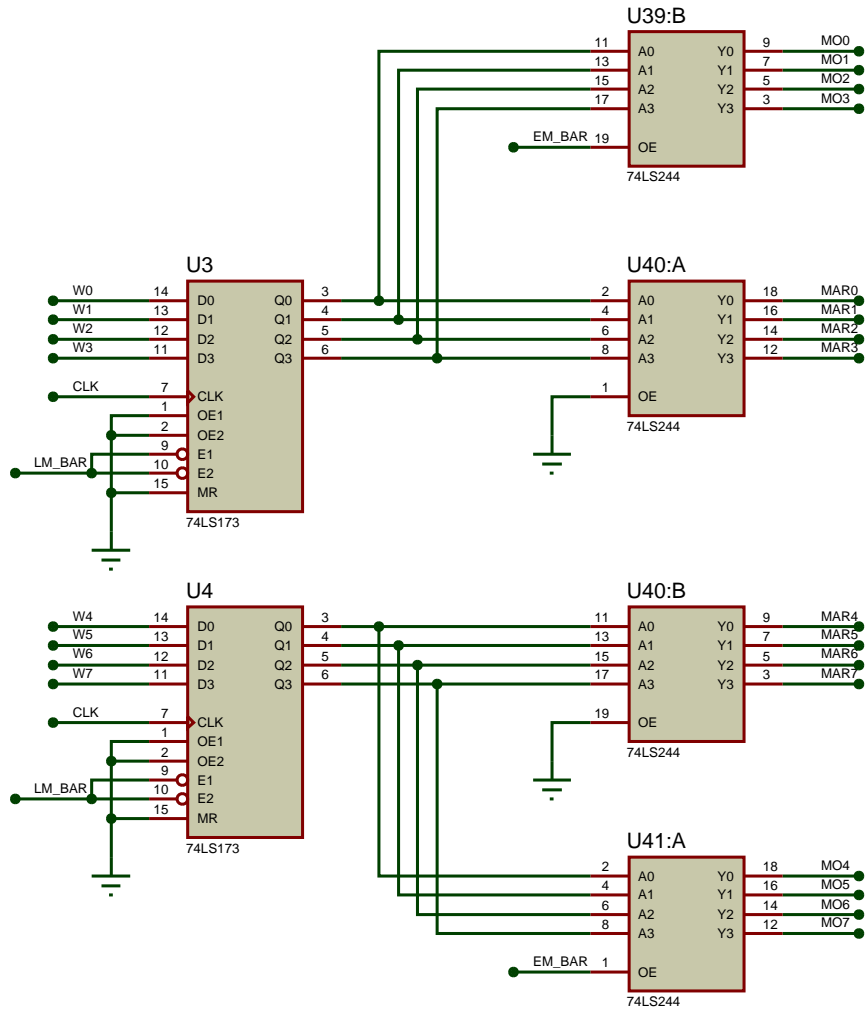 U39:B
11 A0 Y0 9 MO0
13 A1 Y1 7 MO1
15 A2 Y2 5 MO2
17 A3 Y3 3 MO3
EM_BAR 19 OE
74LS244
U3
W0 14 D0 Q0 3
W1 13 D1 Q1 4
W2 12 D2 Q2 5
W3 11 D3 Q3 6
CLK 7 CLK
1 OE1
2 OE2
9 E1
LM_BAR 10 E2
15 MR
74LS173
U40:A
2 A0 Y0 18 MAR0
4 A1 Y1 16 MAR1
6 A2 Y2 14 MAR2
8 A3 Y3 12 MAR3
1 OE
74LS244
U4
W4 14 D0 Q0 3
W5 13 D1 Q1 4
W6 12 D2 Q2 5
W7 11 D3 Q3 6
CLK 7 CLK
1 OE1
2 OE2
9 E1
LM_BAR 10 E2
15 MR
74LS173
U40:B
11 A0 Y0 9 MAR4
13 A1 Y1 7 MAR5
15 A2 Y2 5 MAR6
17 A3 Y3 3 MAR7
19 OE
74LS244
U41:A
2 A0 Y0 18 MO4
4 A1 Y1 16 MO5
6 A2 Y2 14 MO6
8 A3 Y3 12 MO7
EM_BAR 1 OE
74LS244